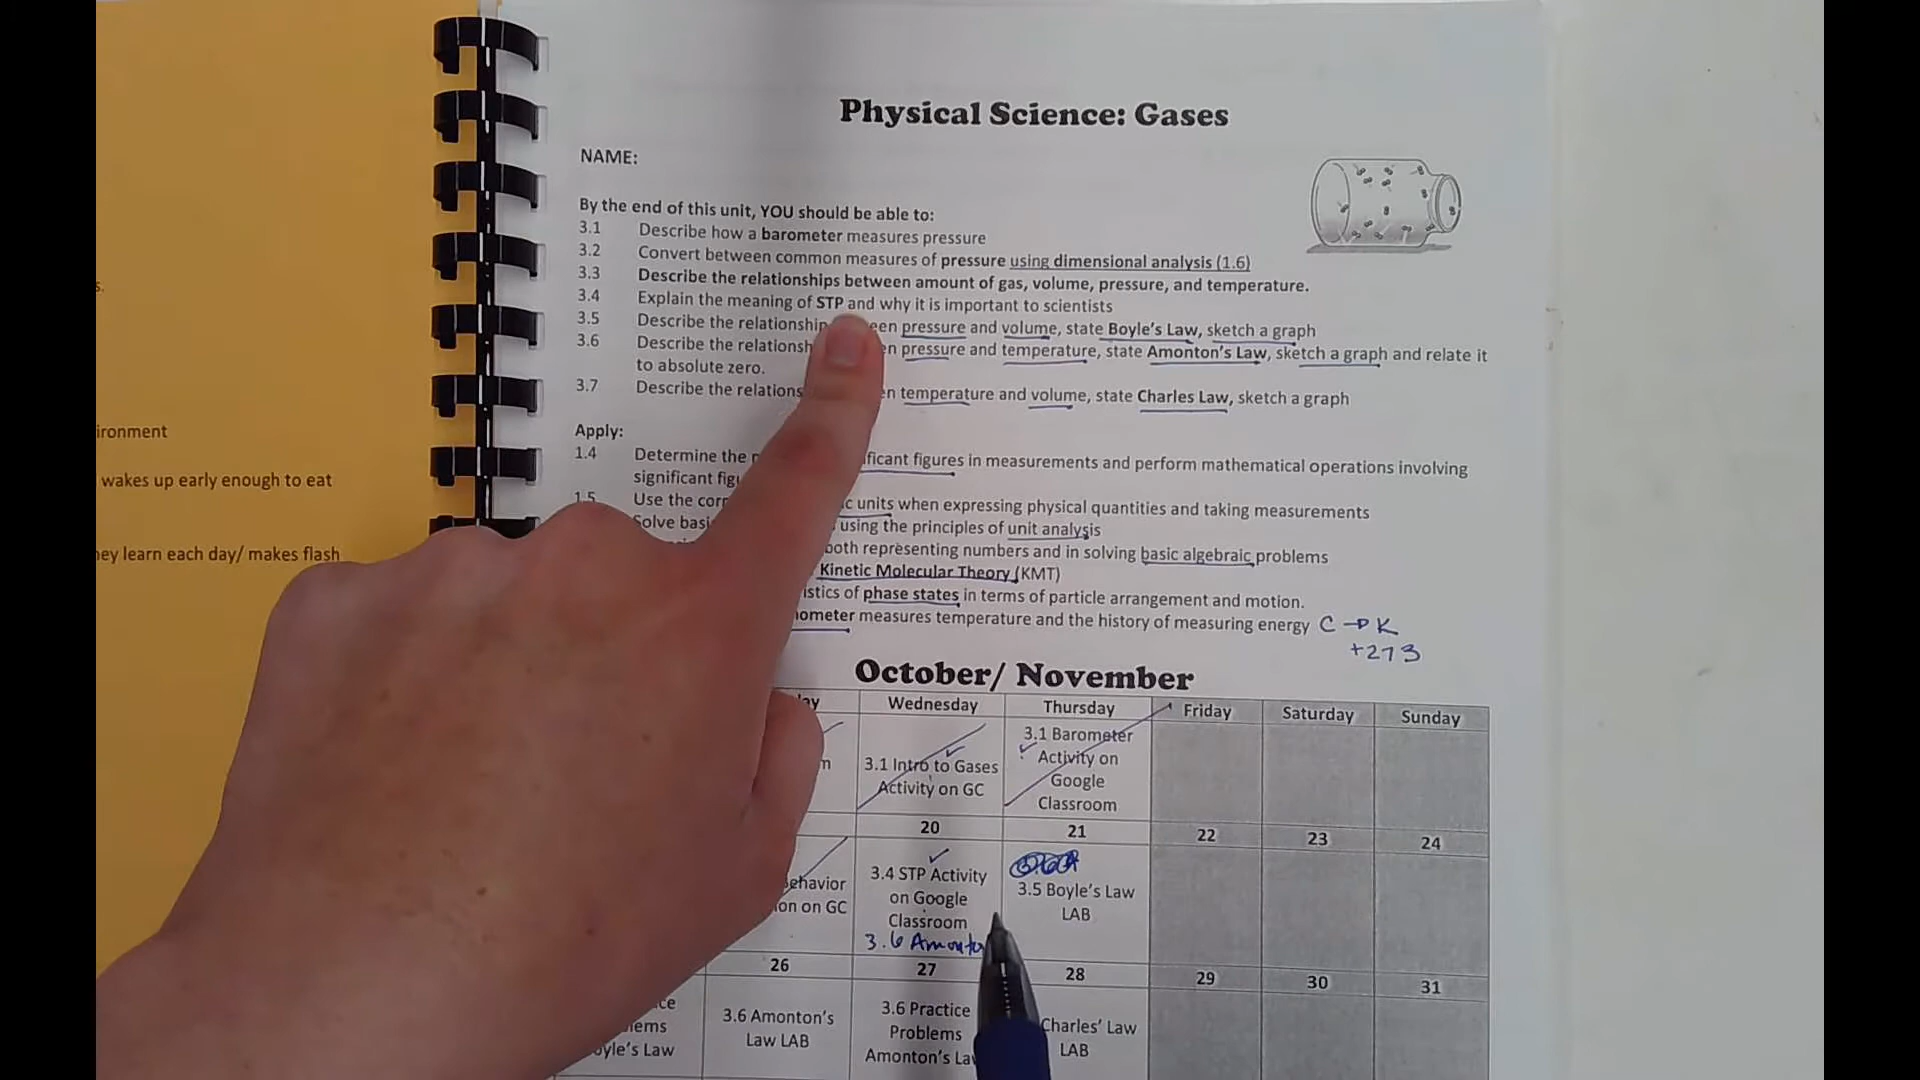 s.
ironment
wakes up early enough to eat
ey learn each day/ makes flash
Physical Science: Gases
NAME:
By the end of this unit, YOU should be able to:
3.1 Describe how a barometer measures pressure
3.2 Convert between common measures of pressure using dimensional analysis (1.6)
3.3 Describe the relationships between amount of gas, volume, pressure, and temperature.
3.4 Explain the meaning of STP and why it is important to scientists
3.5 Describe the relationship een pressure and volume, state Boyle's Law, sketch a graph
3.6 Describe the relationsh en pressure and temperature, state Amonton's Law, sketch a graph and relate it
to absolute zero.
3.7 Describe the relations en temperature and volume, state Charles Law, sketch a graph
Apply:
1.4 Determine the ificant figures in measurements and perform mathematical operations involving
significant figu
1.5 Use the corr ic units when expressing physical quantities and taking measurements
Solve basi using the principles of unit analysis
both representing numbers and in solving basic algebraic problems
Kinetic Molecular Theory (KMT)
istics of phase states in terms of particle arrangement and motion.
ometer measures temperature and the history of measuring energy C → K
+273
October/ November
ay Wednesday Thursday Friday Saturday Sunday
m
3.1 Intro to Gases
Activity on GC
3.1 Barometer
Activity on
Google
Classroom
20 21 22 23 24
ehavior
on on GC
3.4 STP Activity
on Google
Classroom
3.6 Amonto
3.5 Boyle's Law
LAB
26 27 28 29 30 31
ce
lems
oyle's Law
3.6 Amonton's
Law LAB
3.6 Practice
Problems
Amonton's La
Charles' Law
LAB